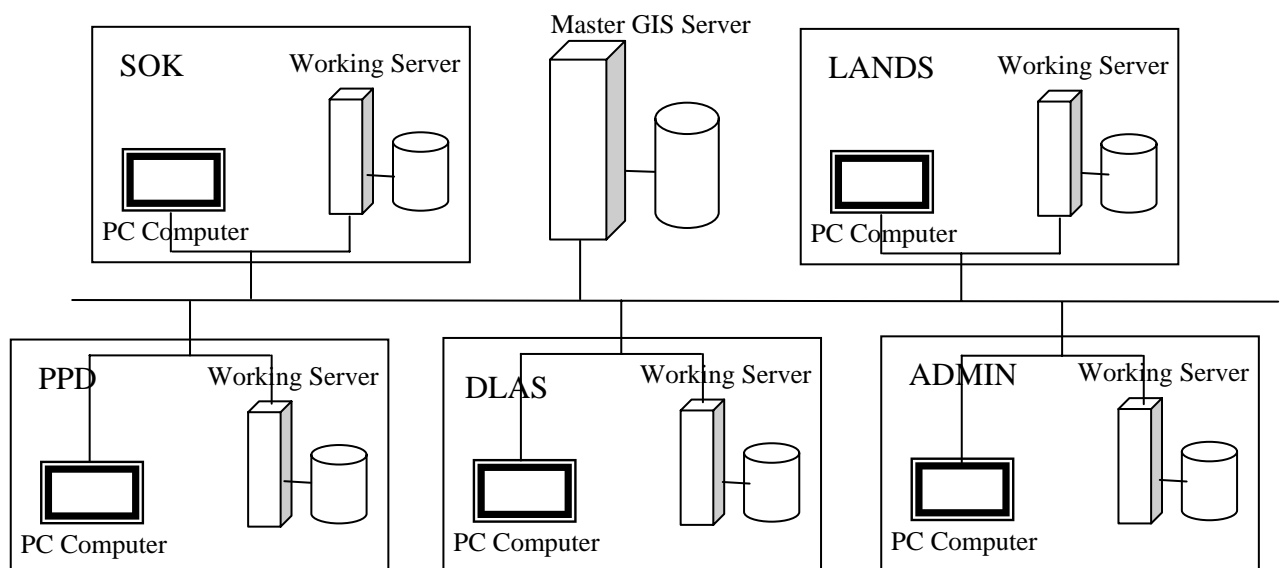 Master GIS Server
SOK
Working Server
PC Computer
LANDS
Working Server
PC Computer
PPD
Working Server
PC Computer
DLAS
Working Server
PC Computer
ADMIN
Working Server
PC Computer